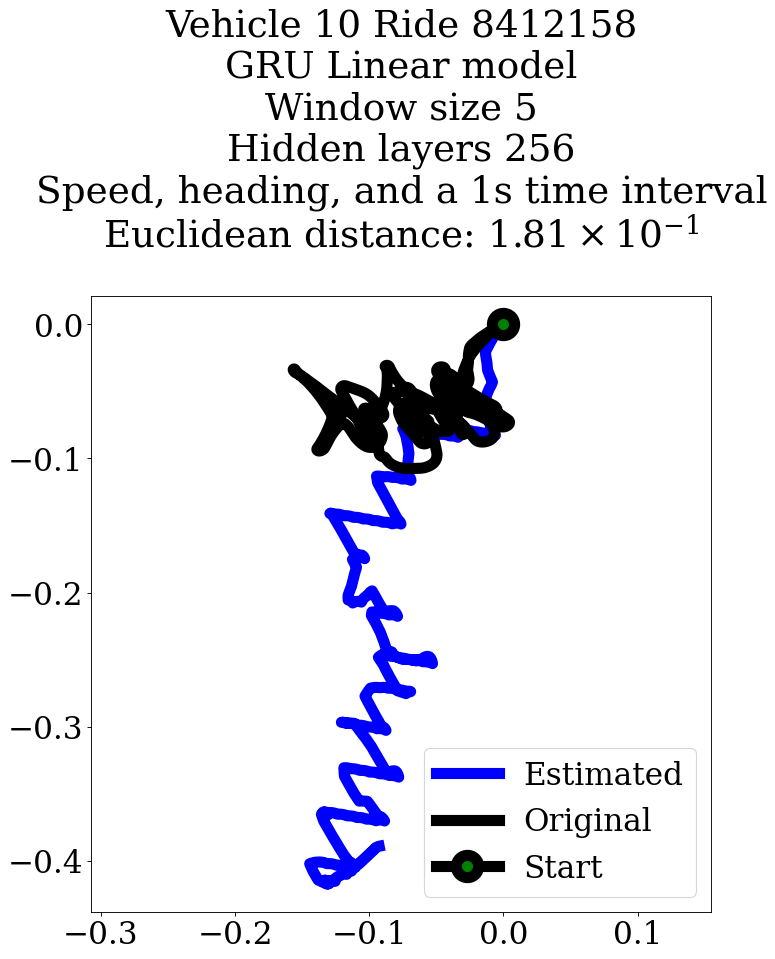 Vehicle 10 Ride 8412158
GRU Linear model
Window size 5
Hidden layers 256
Speed, heading, and a 1s time interval
Euclidean distance: 1.81 × 10⁻¹
0.0
−0.1
−0.2
−0.3
−0.4
Estimated
Original
Start
−0.3 −0.2 −0.1 0.0 0.1